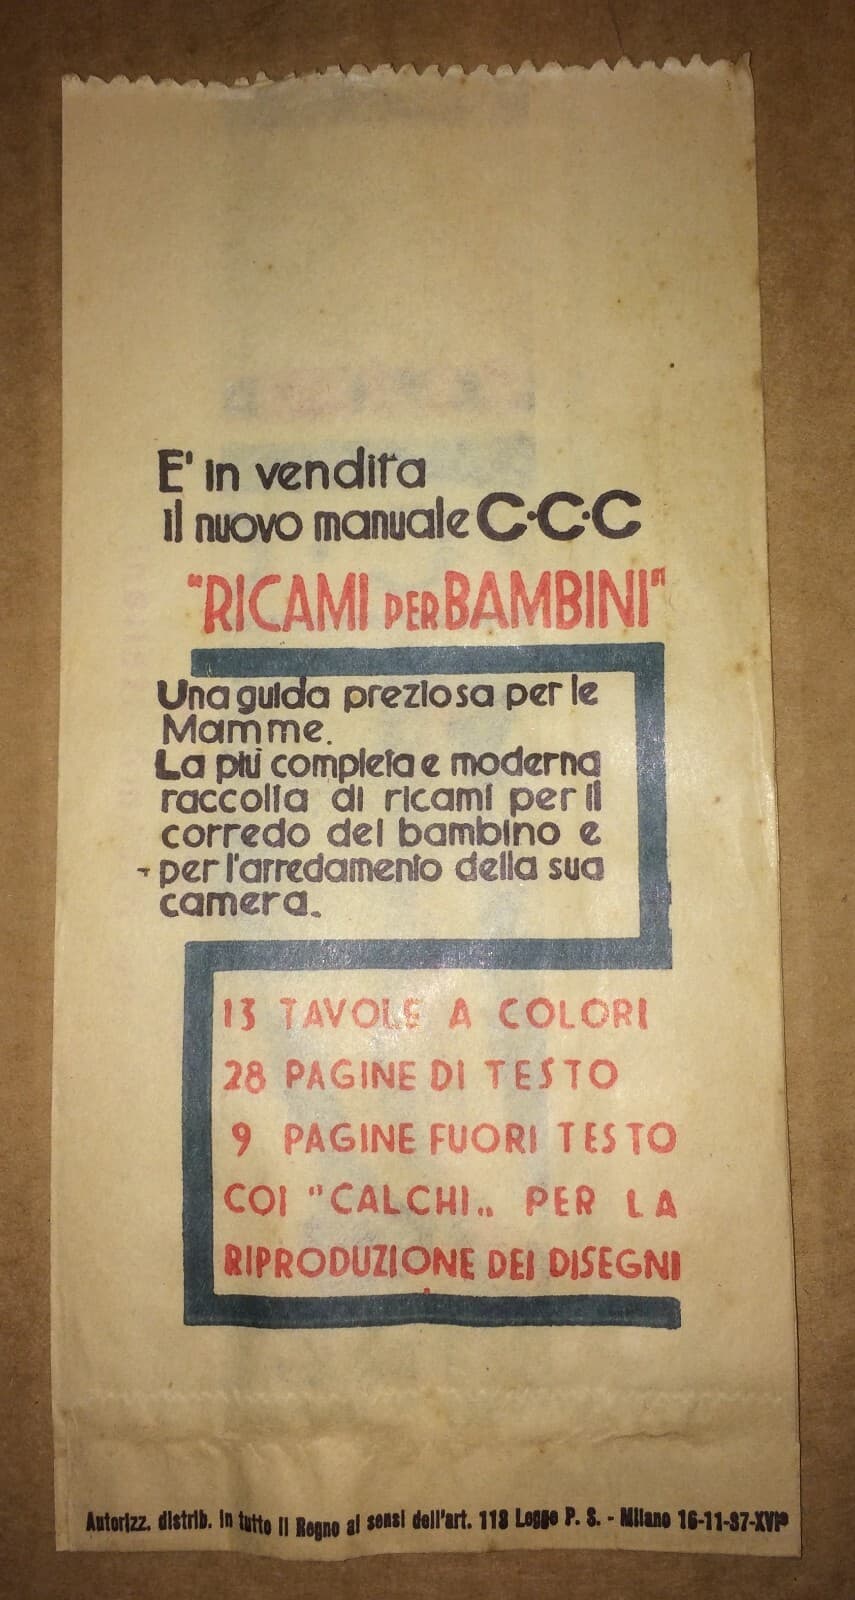 E' in vendita
il nuovo manuale C·C·C
"RICAMI PER BAMBINI"
Una guida preziosa per le
Mamme.
La più completa e moderna
raccolta di ricami per il
corredo del bambino e
per l'arredamento della sua
camera.
13 TAVOLE A COLORI
28 PAGINE DI TESTO
9 PAGINE FUORI TESTO
COI "CALCHI„ PER LA
RIPRODUZIONE DEI DISEGNI
Autorizz. distrib. in tutto il Regno ai sensi dell'art. 113 Legge P. S. - Milano 16-11-37-XVIº